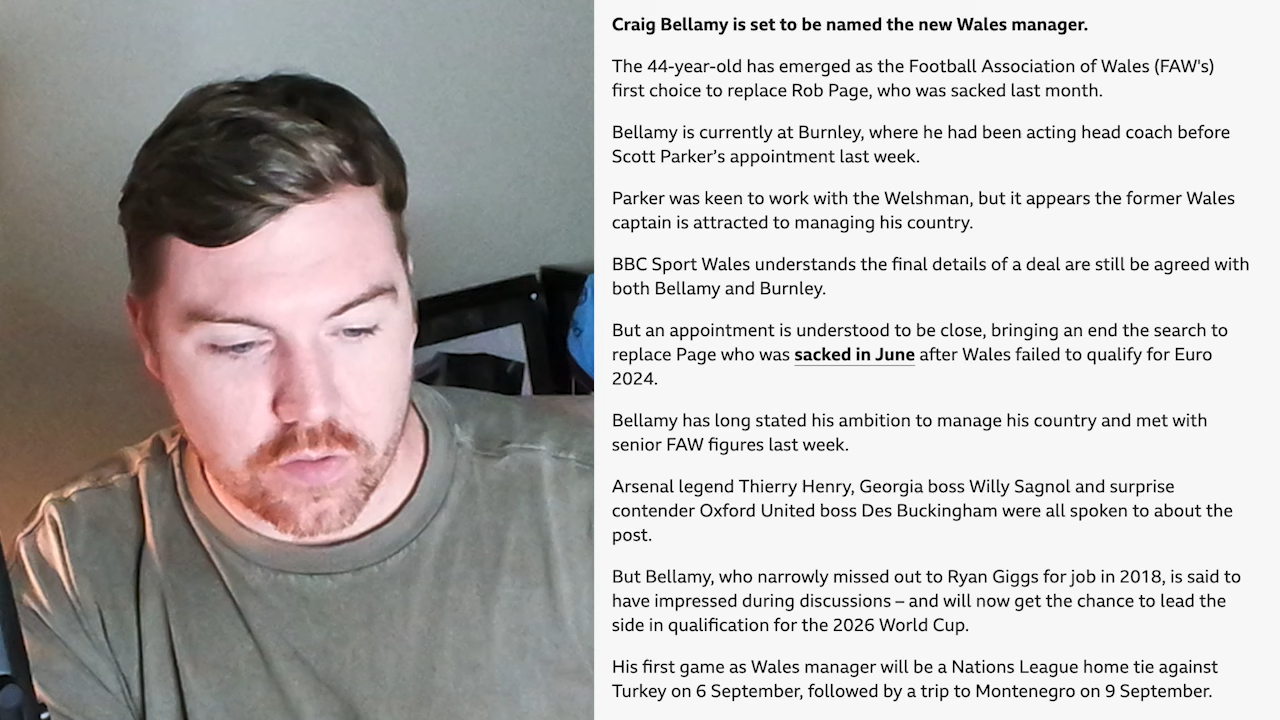 Craig Bellamy is set to be named the new Wales manager.
The 44-year-old has emerged as the Football Association of Wales (FAW's)
first choice to replace Rob Page, who was sacked last month.
Bellamy is currently at Burnley, where he had been acting head coach before
Scott Parker’s appointment last week.
Parker was keen to work with the Welshman, but it appears the former Wales
captain is attracted to managing his country.
BBC Sport Wales understands the final details of a deal are still be agreed with
both Bellamy and Burnley.
But an appointment is understood to be close, bringing an end the search to
replace Page who was sacked in June after Wales failed to qualify for Euro
2024.
Bellamy has long stated his ambition to manage his country and met with
senior FAW figures last week.
Arsenal legend Thierry Henry, Georgia boss Willy Sagnol and surprise
contender Oxford United boss Des Buckingham were all spoken to about the
post.
But Bellamy, who narrowly missed out to Ryan Giggs for job in 2018, is said to
have impressed during discussions – and will now get the chance to lead the
side in qualification for the 2026 World Cup.
His first game as Wales manager will be a Nations League home tie against
Turkey on 6 September, followed by a trip to Montenegro on 9 September.